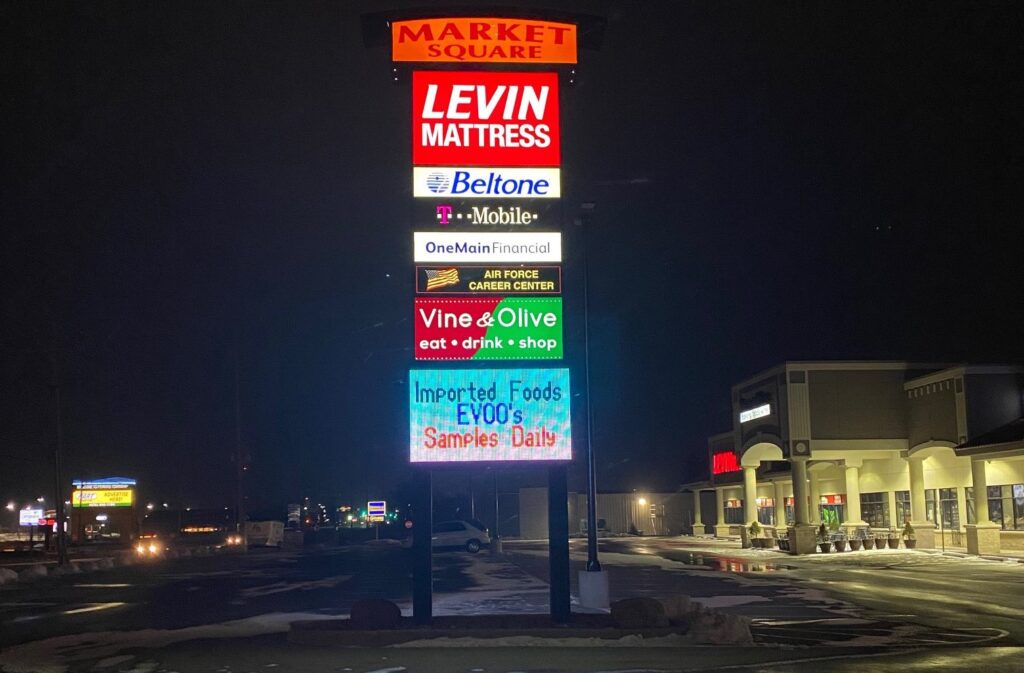 MARKET
SQUARE
LEVIN
MATTRESS
Beltone
T··Mobile·
OneMain Financial
AIR FORCE
CAREER CENTER
Vine & Olive
eat • drink • shop
Imported Foods
EVOO's
Samples Daily
LEVIN